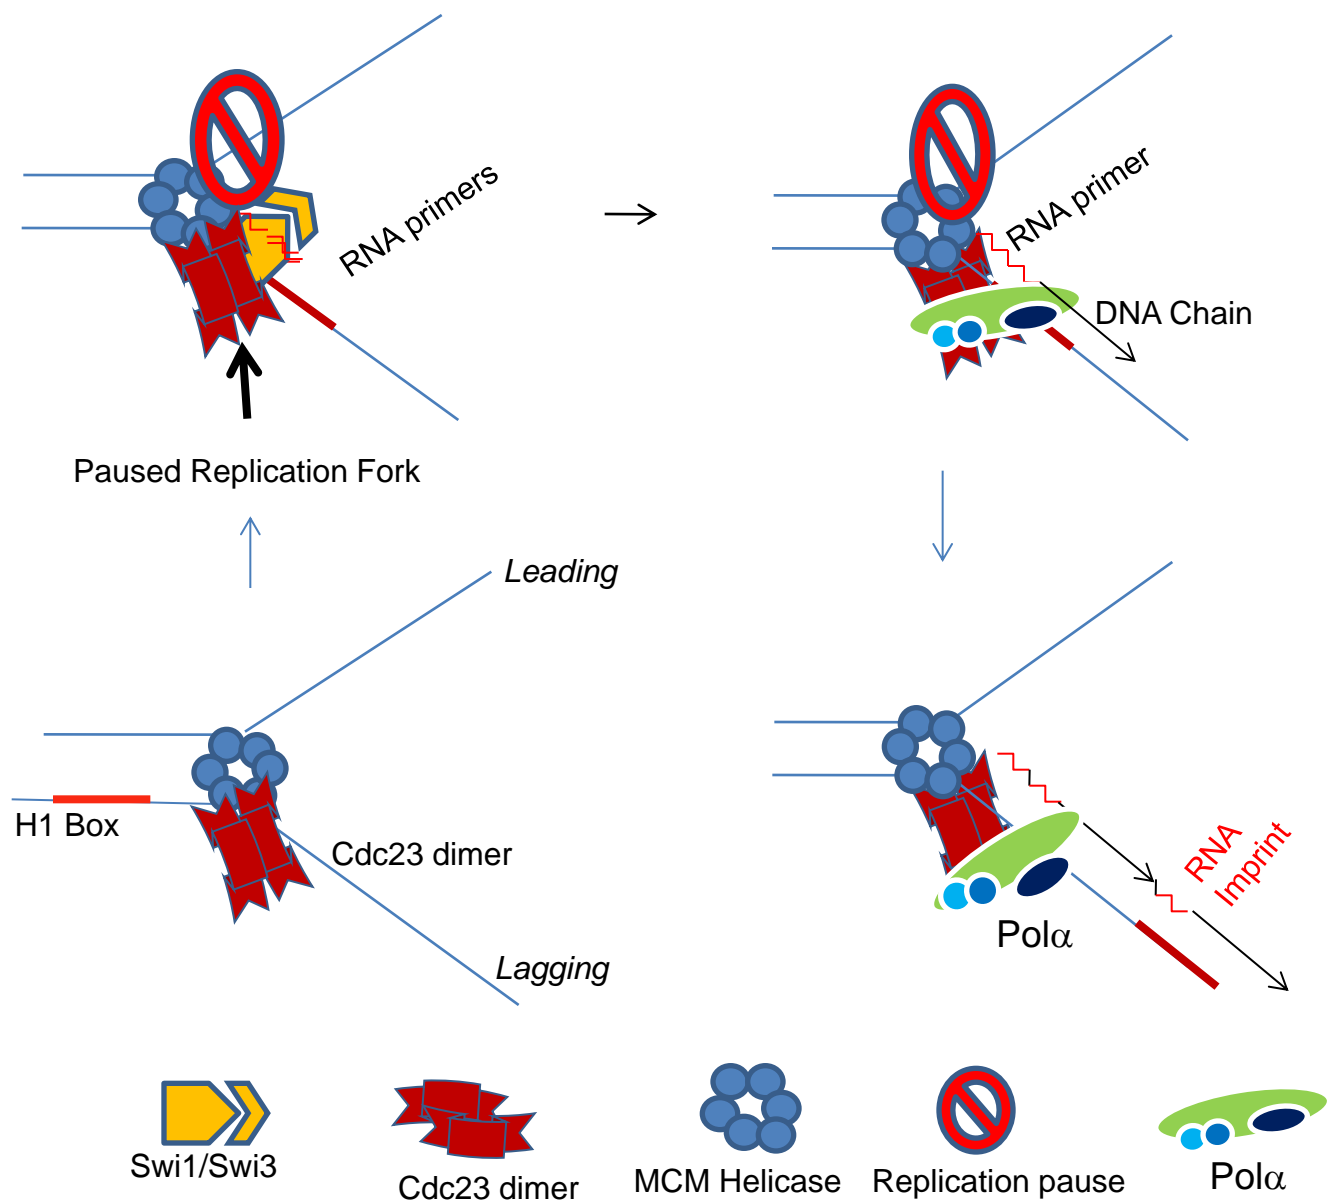 RNA primers
RNA primer
DNA Chain
Paused Replication Fork
Leading
H1 Box
Cdc23 dimer
Lagging
RNA
Imprint
Polα
Swi1/Swi3
Cdc23 dimer
MCM Helicase
Replication pause
Polα